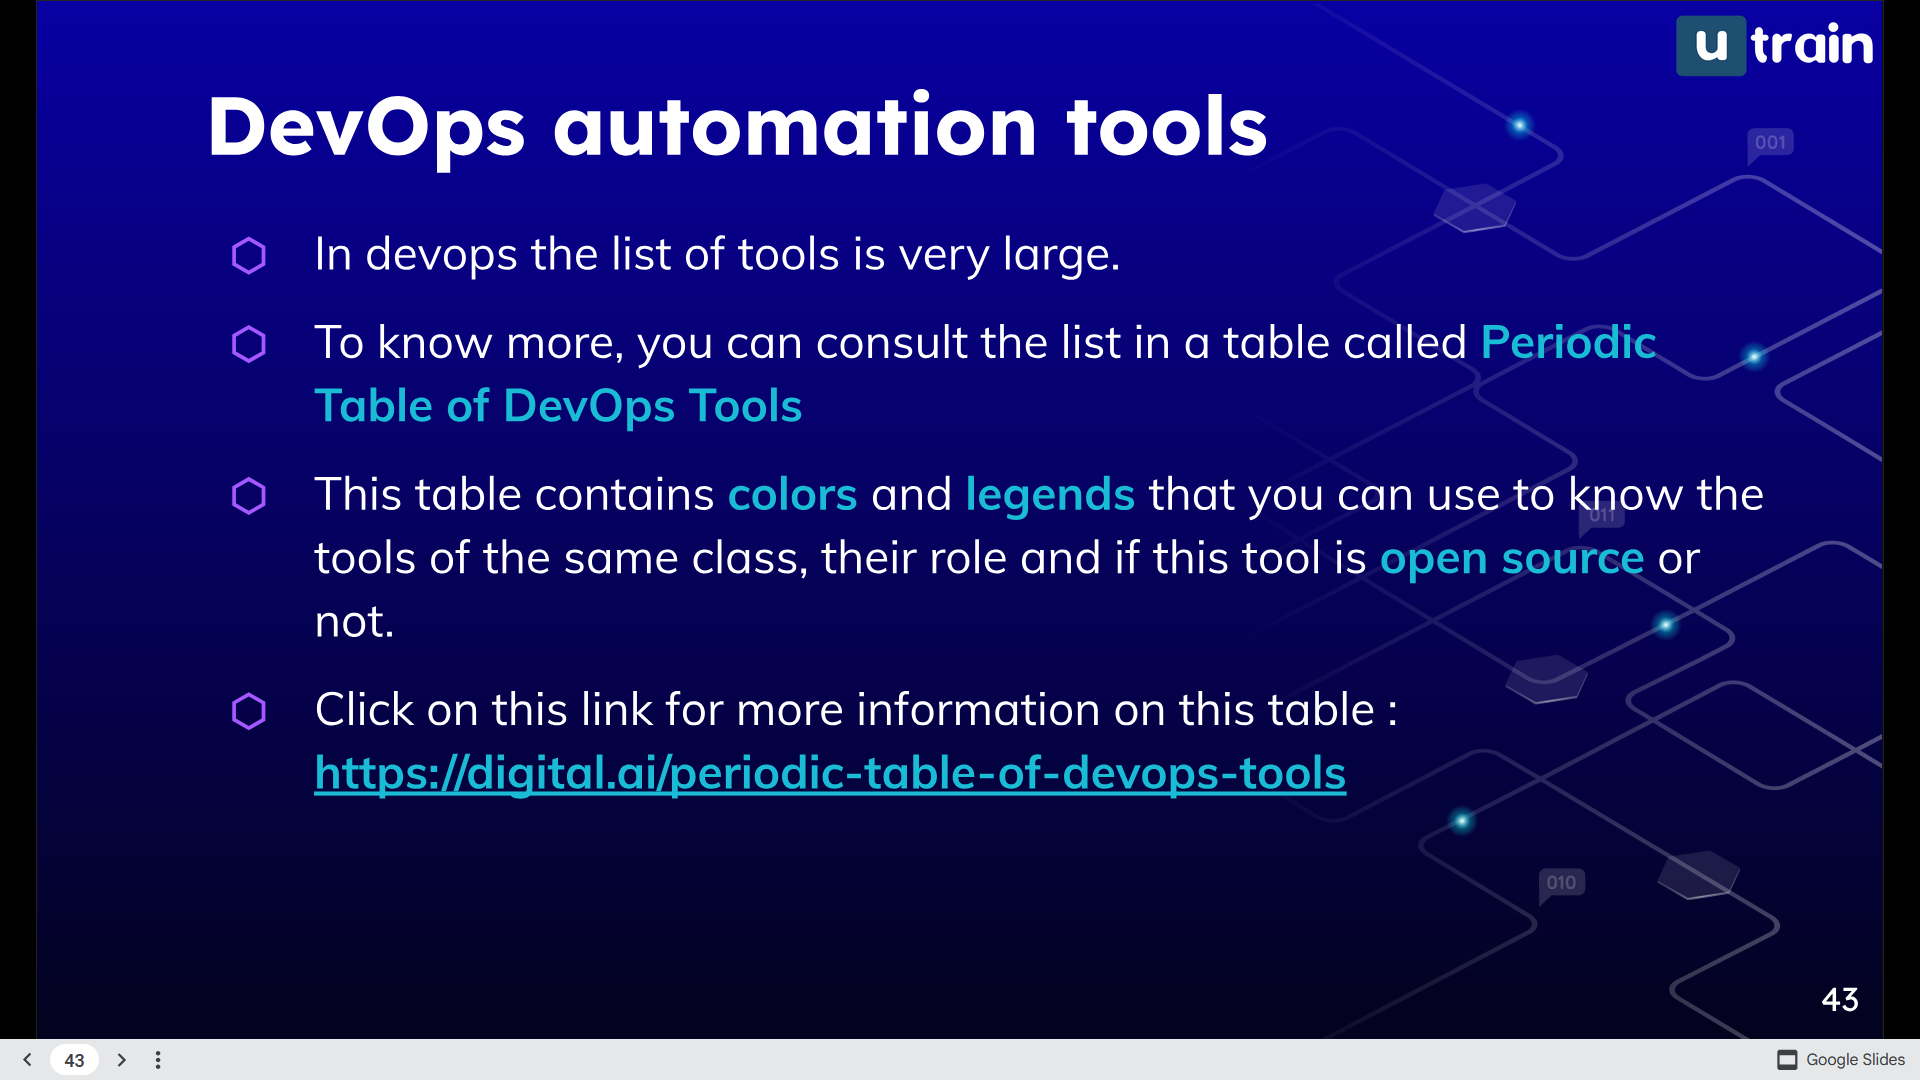 u train
DevOps automation tools
001
In devops the list of tools is very large.
To know more, you can consult the list in a table called Periodic
Table of DevOps Tools
This table contains colors and legends that you can use to know the
011
tools of the same class, their role and if this tool is open source or
not.
Click on this link for more information on this table :
https://digital.ai/periodic-table-of-devops-tools
010
43
43
Google Slides